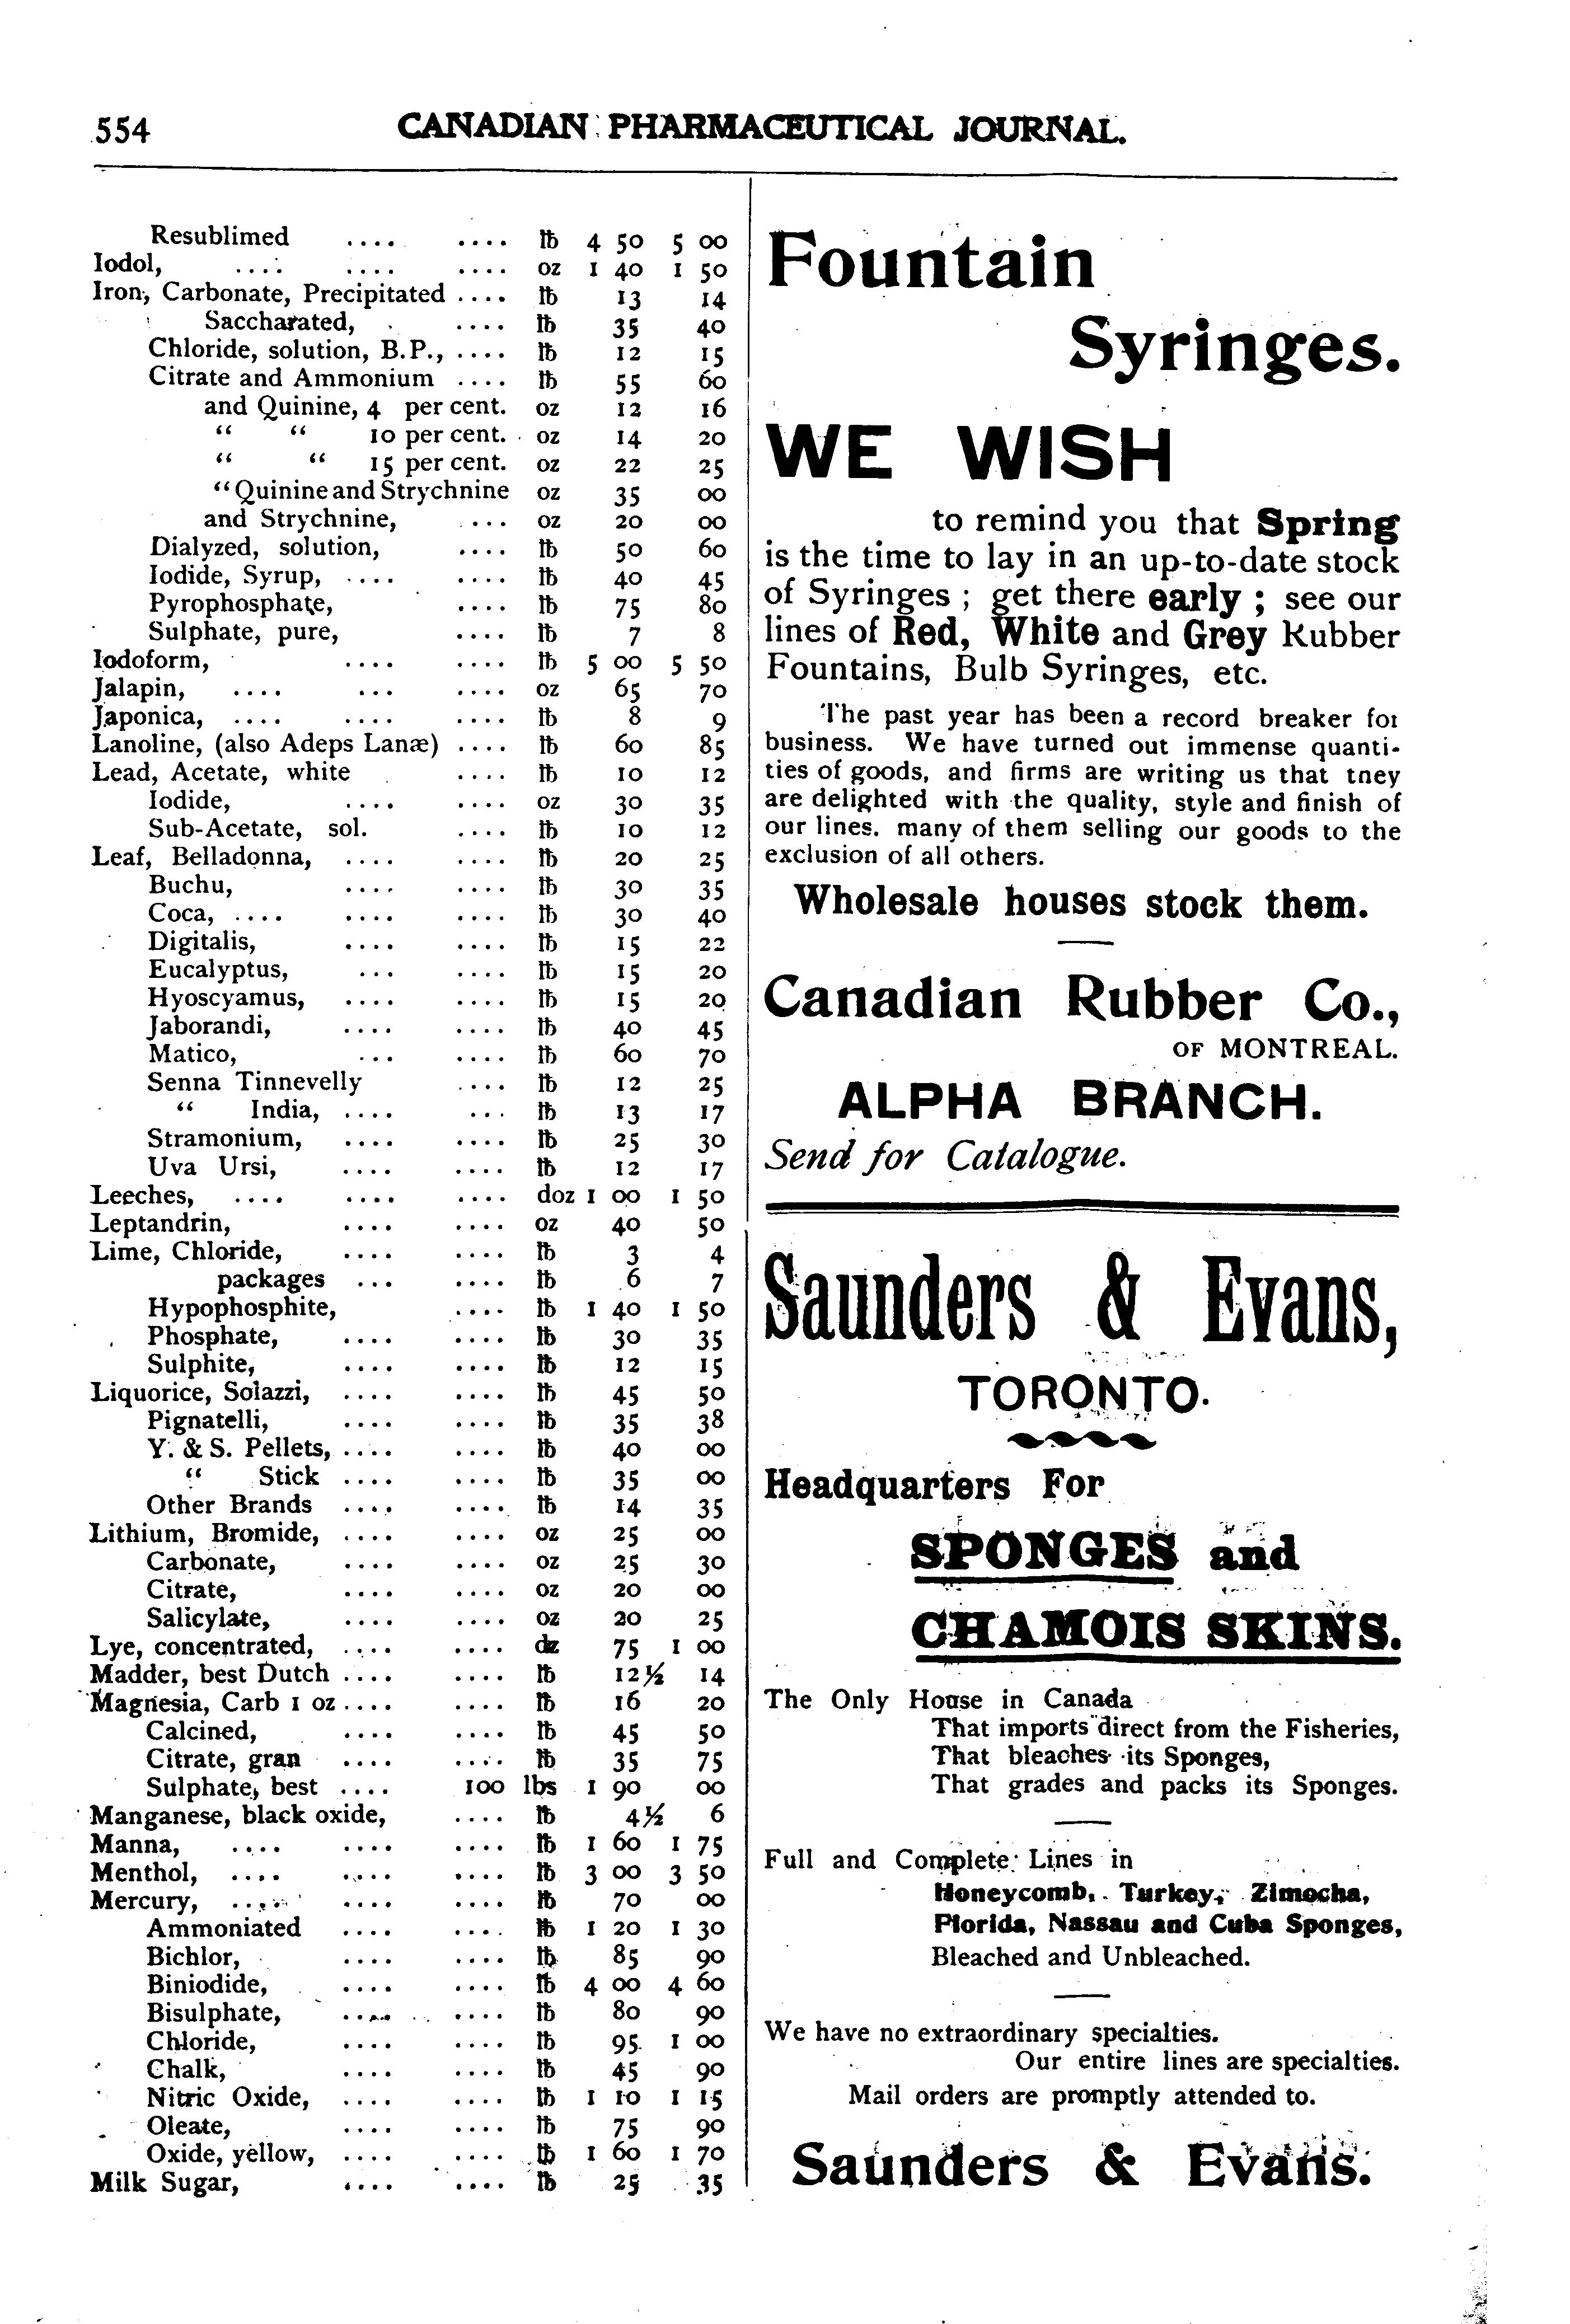 554 CANADIAN PHARMACEUTICAL JOURNAL.
Resublimed .... .... ℔ 4 50 5 00
Iodol, .... .... .... oz 1 40 1 50
Iron, Carbonate, Precipitated .... ℔ 13 14
Saccharated, .... ℔ 35 40
Chloride, solution, B.P., .... ℔ 12 15
Citrate and Ammonium .... ℔ 55 60
and Quinine, 4 per cent. oz 12 16
“ “ 10 per cent. oz 14 20
“ “ 15 per cent. oz 22 25
“ Quinine and Strychnine oz 35 00
and Strychnine, ... oz 20 00
Dialyzed, solution, .... ℔ 50 60
Iodide, Syrup, .... .... ℔ 40 45
Pyrophosphate, .... ℔ 75 80
Sulphate, pure, .... ℔ 7 8
Iodoform, .... .... ℔ 5 00 5 50
Jalapin, .... ... .... oz 65 70
Japonica, .... .... .... ℔ 8 9
Lanoline, (also Adeps Lanæ) .... ℔ 60 85
Lead, Acetate, white .... ℔ 10 12
Iodide, .... .... oz 30 35
Sub-Acetate, sol. .... ℔ 10 12
Leaf, Belladonna, .... .... ℔ 20 25
Buchu, .... .... ℔ 30 35
Coca, .... .... .... ℔ 30 40
Digitalis, .... .... ℔ 15 22
Eucalyptus, ... .... ℔ 15 20
Hyoscyamus, .... .... ℔ 15 20
Jaborandi, .... .... ℔ 40 45
Matico, ... .... ℔ 60 70
Senna Tinnevelly .... ℔ 12 25
“ India, .... ... ℔ 13 17
Stramonium, .... .... ℔ 25 30
Uva Ursi, .... .... ℔ 12 17
Leeches, .... .... .... doz 1 00 1 50
Leptandrin, .... .... oz 40 50
Lime, Chloride, .... .... ℔ 3 4
packages ... .... ℔ 6 7
Hypophosphite, .... ℔ 1 40 1 50
Phosphate, .... .... ℔ 30 35
Sulphite, .... .... ℔ 12 15
Liquorice, Solazzi, .... .... ℔ 45 50
Pignatelli, .... .... ℔ 35 38
Y. & S. Pellets, .... .... ℔ 40 00
“ Stick .... .... ℔ 35 00
Other Brands .... .... ℔ 14 35
Lithium, Bromide, .... .... oz 25 00
Carbonate, .... .... oz 25 30
Citrate, .... .... oz 20 00
Salicylate, .... .... oz 20 25
Lye, concentrated, .... .... dz 75 1 00
Madder, best Dutch .... .... ℔ 12½ 14
Magnesia, Carb 1 oz .... .... ℔ 16 20
Calcined, .... .... ℔ 45 50
Citrate, gran .... .... ℔ 35 75
Sulphate, best .... 100 lbs 1 90 00
Manganese, black oxide, .... ℔ 4½ 6
Manna, .... .... .... ℔ 1 60 1 75
Menthol, .... .... .... ℔ 3 00 3 50
Mercury, .... .... .... ℔ 70 00
Ammoniated .... .... ℔ 1 20 1 30
Bichlor, .... .... ℔ 85 90
Biniodide, .... .... ℔ 4 00 4 60
Bisulphate, .... .... ℔ 80 90
Chloride, .... .... ℔ 95 1 00
Chalk, .... .... ℔ 45 90
Nitric Oxide, .... .... ℔ 1 10 1 15
Oleate, .... .... ℔ 75 90
Oxide, yellow, .... .... ℔ 1 60 1 70
Milk Sugar, .... .... ℔ 25 35
Fountain
Syringes.
WE WISH
to remind you that Spring
is the time to lay in an up-to-date stock
of Syringes ; get there early ; see our
lines of Red, White and Grey Rubber
Fountains, Bulb Syringes, etc.
The past year has been a record breaker for
business. We have turned out immense quanti-
ties of goods, and firms are writing us that tney
are delighted with the quality, style and finish of
our lines. many of them selling our goods to the
exclusion of all others.
Wholesale houses stock them.
Canadian Rubber Co.,
OF MONTREAL.
ALPHA BRANCH.
Send for Catalogue.
Saunders & Evans,
TORONTO.
Headquarters For
SPONGES and
CHAMOIS SKINS.
The Only House in Canada
That imports direct from the Fisheries,
That bleaches its Sponges,
That grades and packs its Sponges.
Full and Complete Lines in
Honeycomb, Turkey, Zimocha,
Florida, Nassau and Cuba Sponges,
Bleached and Unbleached.
We have no extraordinary specialties.
Our entire lines are specialties.
Mail orders are promptly attended to.
Saunders & Evans.